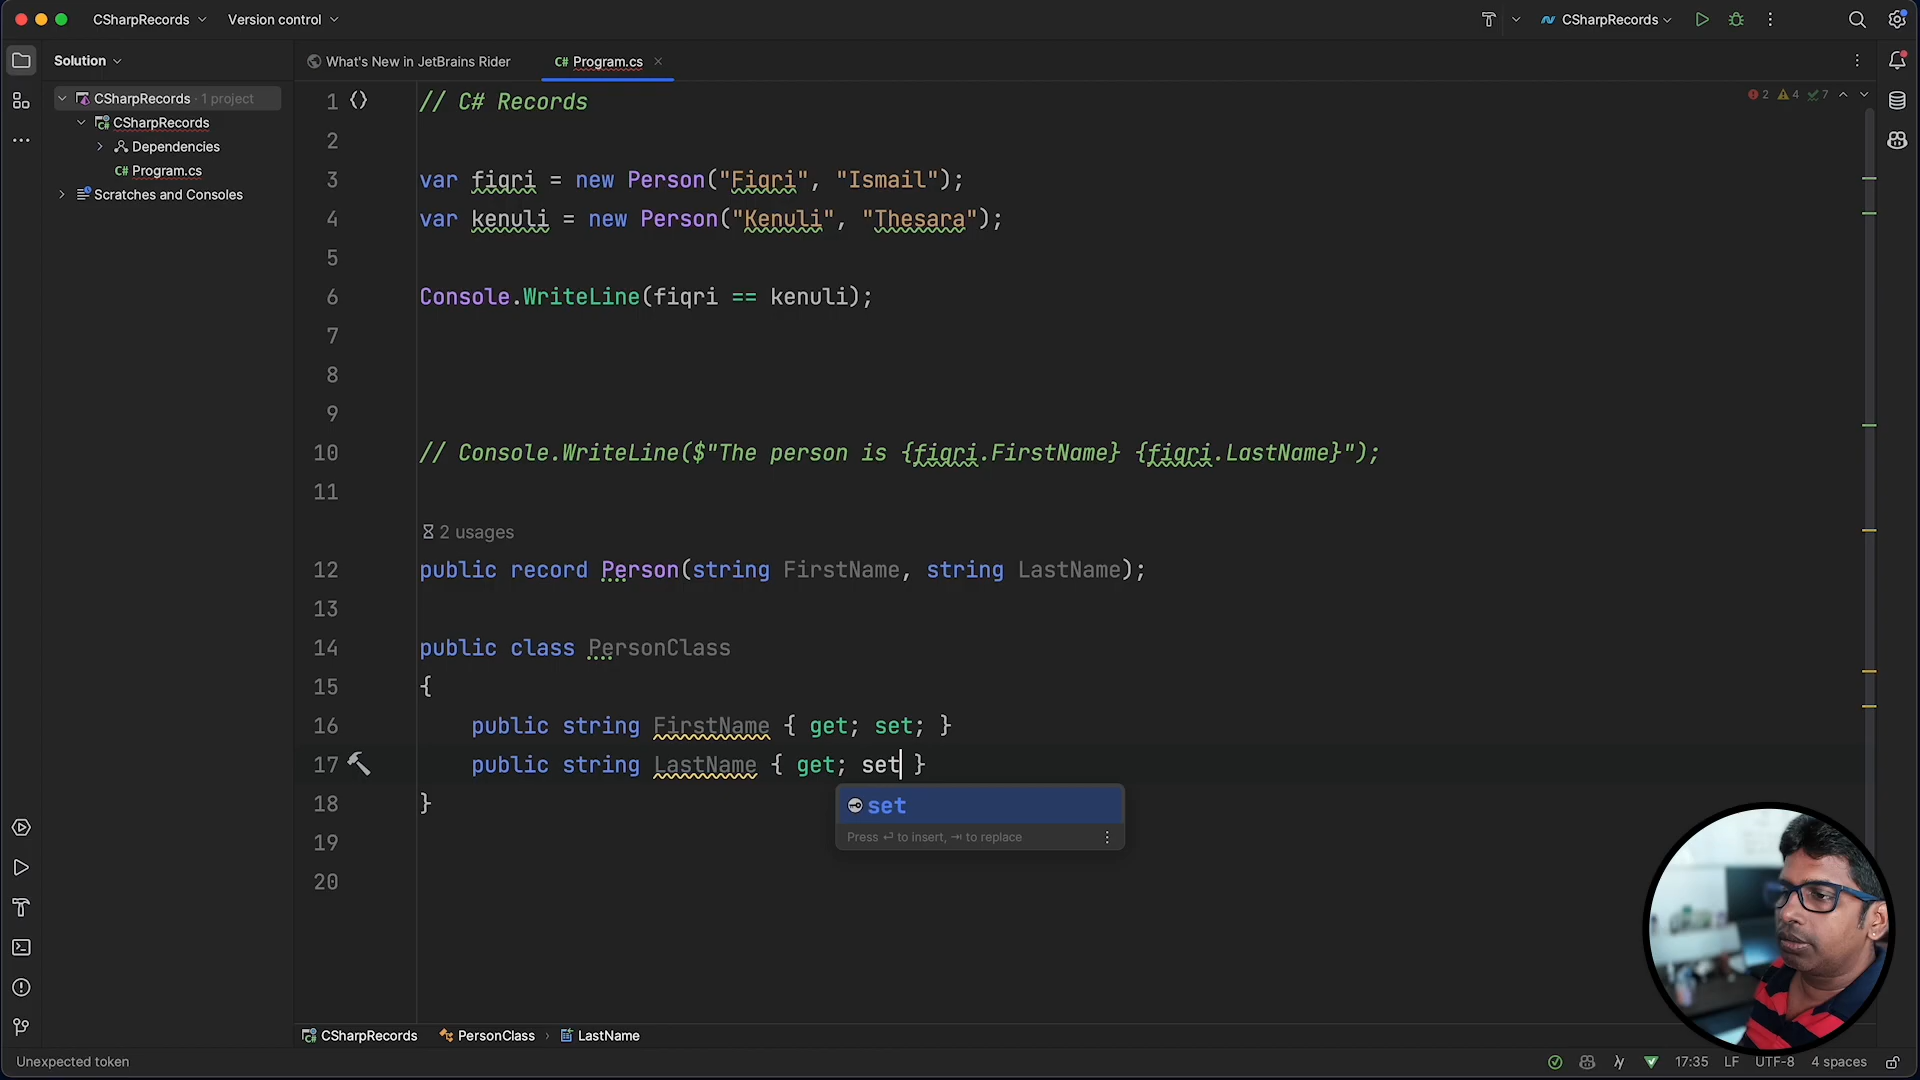 CSharpRecords
Version control
CSharpRecords
Solution
What's New in JetBrains Rider
C# Program.cs
CSharpRecords · 1 project
CSharpRecords
Dependencies
C# Program.cs
Scratches and Consoles
2 4 7
1 // C# Records
2
3 var fiqri = new Person("Fiqri", "Ismail");
4 var kenuli = new Person("Kenuli", "Thesara");
5
6 Console.WriteLine(fiqri == kenuli);
7
8
9
10 // Console.WriteLine($"The person is {fiqri.FirstName} {fiqri.LastName}");
11
2 usages
12 public record Person(string FirstName, string LastName);
13
14 public class PersonClass
15 {
16 public string FirstName { get; set; }
17 public string LastName { get; set }
set
18 }
Press ⏎ to insert, ⇥ to replace
19
20
CSharpRecords PersonClass › LastName
Unexpected token
17:35 LF UTF-8 4 spaces